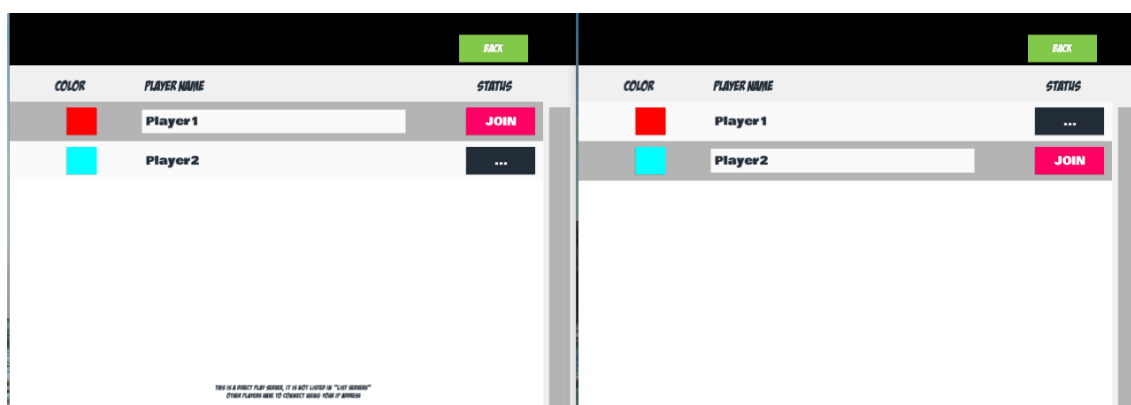 BACK
COLOR PLAYER NAME STATUS
Player1 JOIN
Player2 ...
THIS IS A DIRECT PLAY SERVER, IT IS NOT LISTED IN "LIST SERVERS"
OTHER PLAYERS HAVE TO CONNECT USING YOUR IP ADDRESS
BACK
COLOR PLAYER NAME STATUS
Player1 ...
Player2 JOIN